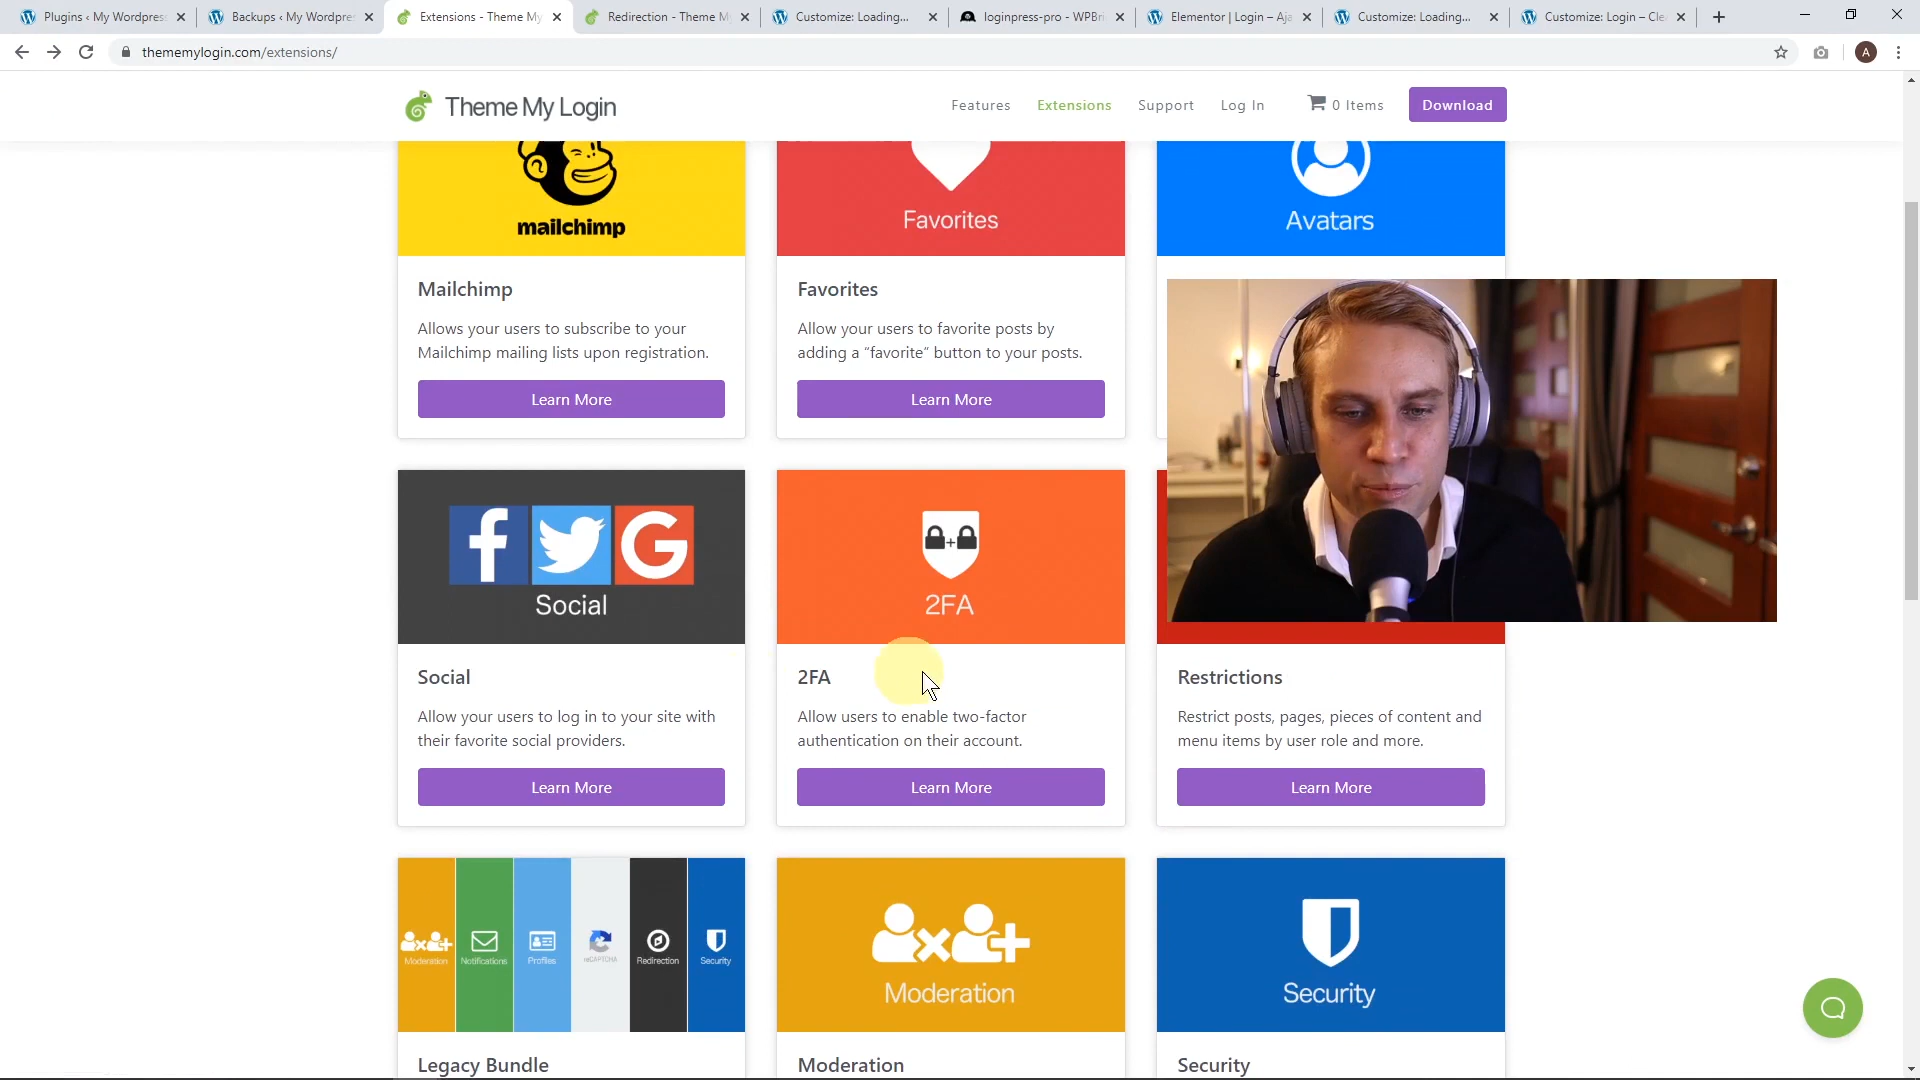 Plugins ‹ My Wordpres
Backups ‹ My Wordpre
Extensions - Theme My
Redirection - Theme M
Customize: Loading...
loginpress-pro - WPBri
Elementor | Login – Aja
Customize: Loading...
Customize: Login – Cle
thememylogin.com/extensions/
A
Theme My Login
Features
Extensions
Support
Log In
0 Items
Download
mailchimp
Favorites
Avatars
Mailchimp
Allows your users to subscribe to your
Mailchimp mailing lists upon registration.
Learn More
Favorites
Allow your users to favorite posts by
adding a “favorite” button to your posts.
Learn More
Social
Social
Allow your users to log in to your site with
their favorite social providers.
Learn More
2FA
2FA
Allow users to enable two-factor
authentication on their account.
Learn More
Restrictions
Restrict posts, pages, pieces of content and
menu items by user role and more.
Learn More
Moderation
Notifications
Profiles
reCAPTCHA
Redirection
Security
Legacy Bundle
Moderation
Moderation
Security
Security